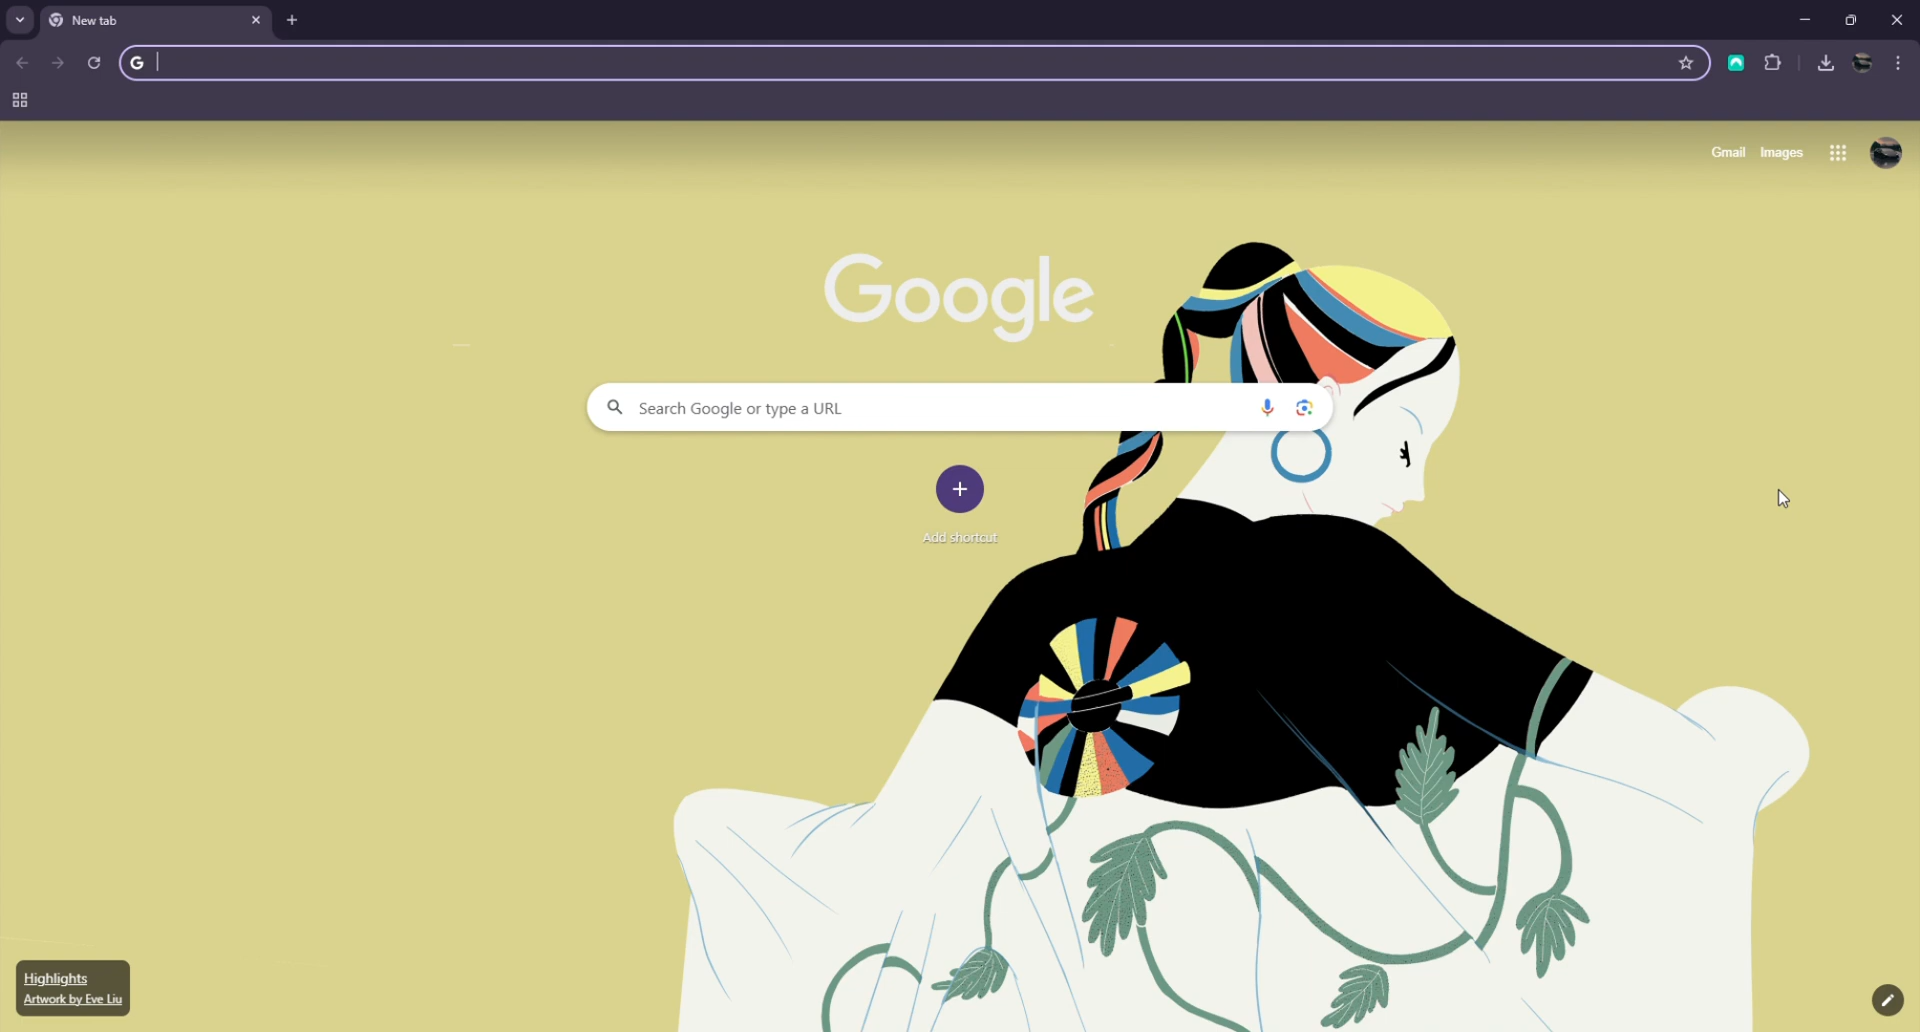 New tab
Gmail Images
Google
Search Google or type a URL
Add shortcut
Highlights
Artwork by Eve Liu